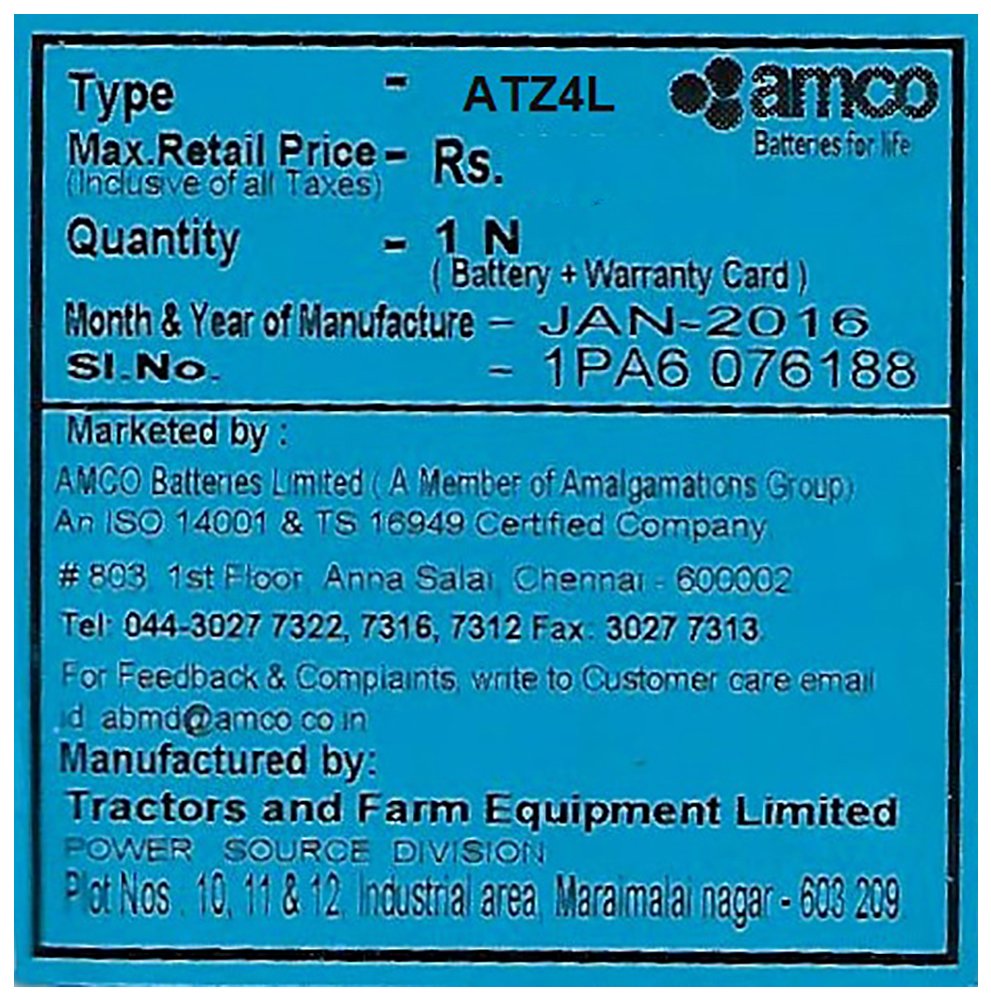 Type - ATZ4L amco
Batteries for life
Max.Retail Price - Rs.
(Inclusive of all Taxes)
Quantity - 1 N
( Battery + Warranty Card )
Month & Year of Manufacture - JAN-2016
SI.No. - 1PA6 076188
Marketed by :
AMCO Batteries Limited ( A Member of Amalgamations Group)
An ISO 14001 & TS 16949 Certified Company
# 803, 1st Floor, Anna Salai, Chennai - 600002
Tel: 044-3027 7322, 7316, 7312 Fax: 3027 7313
For Feedback & Complaints, write to Customer care email
id abmd@amco.co.in
Manufactured by:
Tractors and Farm Equipment Limited
POWER SOURCE DIVISION
Plot Nos. 10, 11 & 12, Industrial area, Maraimalai nagar - 603 209